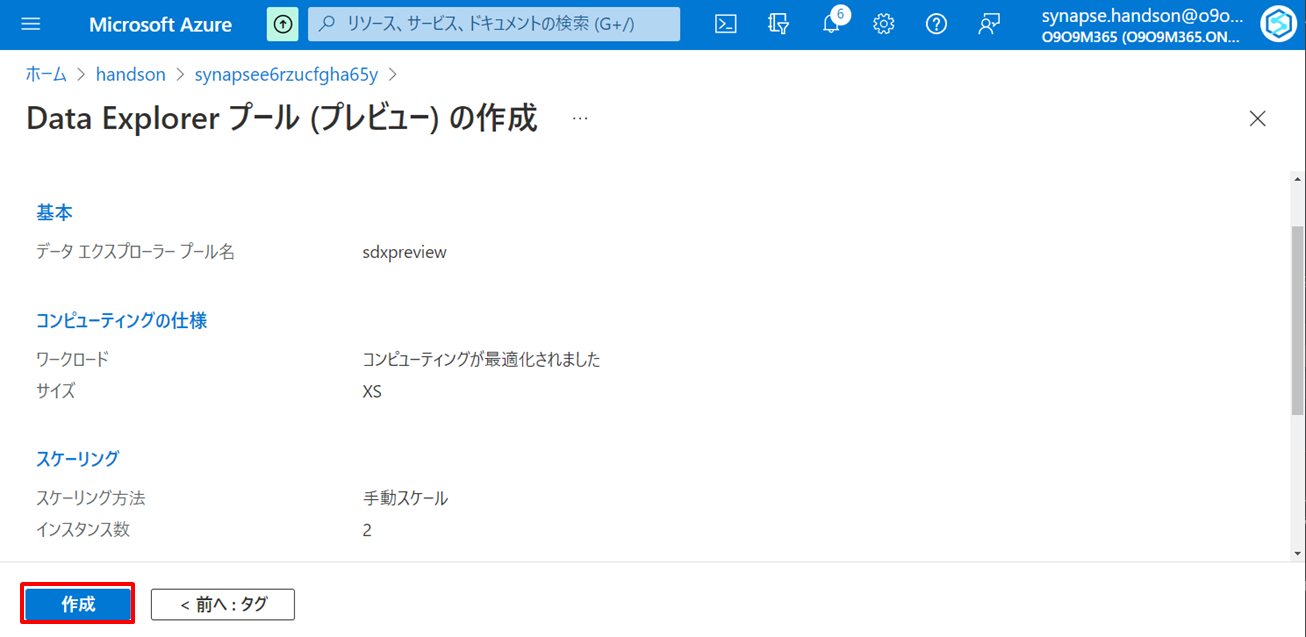 Microsoft Azure
リソース、サービス、ドキュメントの検索 (G+/)
6
synapse.handson@o9o...
O9O9M365 (O9O9M365.ON...
ホーム > handson > synapsee6rzucfgha65y >
Data Explorer プール (プレビュー) の作成 ...
基本
データ エクスプローラー プール名 sdxpreview
コンピューティングの仕様
ワークロード コンピューティングが最適化されました
サイズ XS
スケーリング
スケーリング方法 手動スケール
インスタンス数 2
作成 < 前へ : タグ